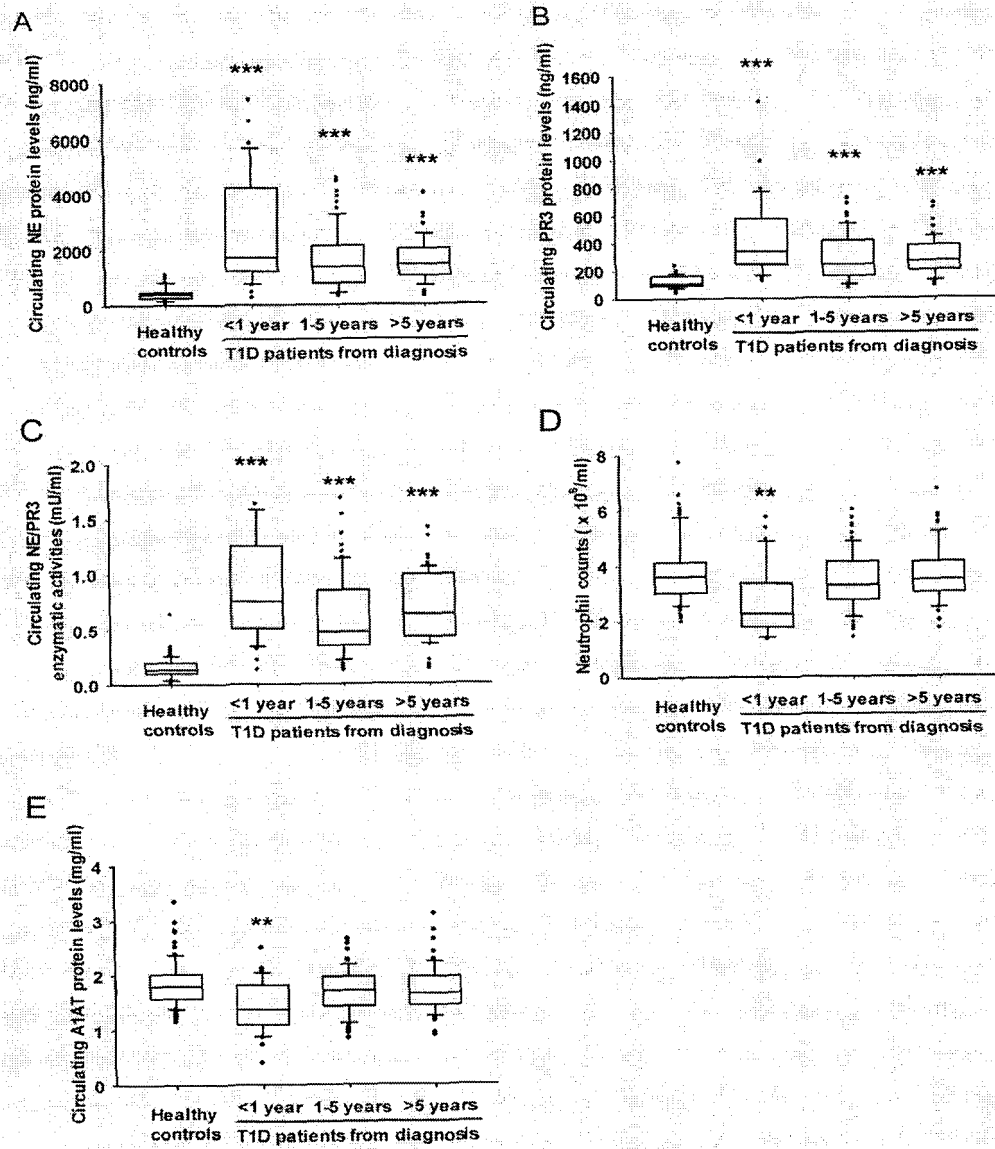 A
Circulating NE protein levels (ng/ml)
8000
6000
4000
2000
0
***
***
***
Healthy controls
<1 year 1-5 years >5 years
T1D patients from diagnosis
B
Circulating PR3 protein levels (ng/ml)
1600
1400
1200
1000
800
600
400
200
0
***
***
***
Healthy controls
<1 year 1-5 years >5 years
T1D patients from diagnosis
C
Circulating NE/PR3
enzymatic activities (mU/ml)
2.0
1.5
1.0
0.5
0.0
***
***
***
Healthy controls
<1 year 1-5 years >5 years
T1D patients from diagnosis
D
Neutrophil counts ( x 10⁶/ml)
8
6
4
2
0
**
Healthy controls
<1 year 1-5 years >5 years
T1D patients from diagnosis
E
Circulating A1AT protein levels (mg/ml)
4
3
2
1
0
**
Healthy controls
<1 year 1-5 years >5 years
T1D patients from diagnosis